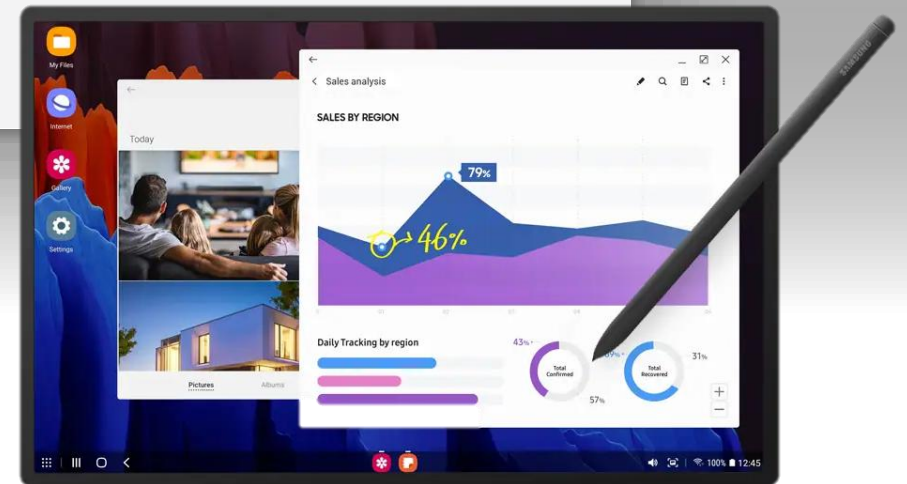 My Files
Internet
Gallery
Settings
Today
Pictures
Albums
Sales analysis
SALES BY REGION
79%
46%
Daily Tracking by region
43%
Total
Confirmed
57%
Total
Recovered
31%
100%
12:45
SAMSUNG